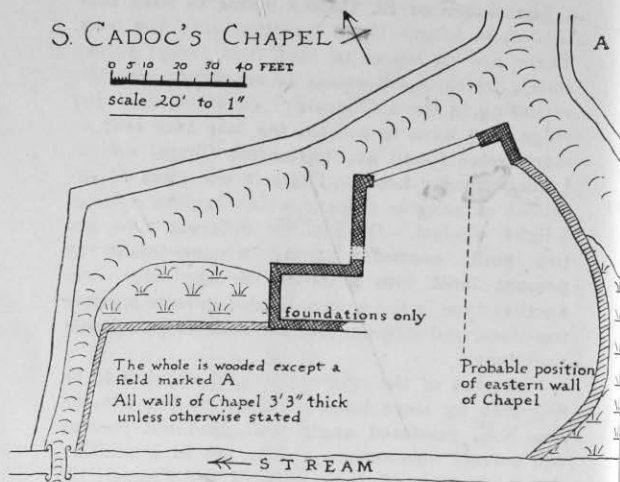 S. CADOC'S CHAPEL
A
0 5 10 20 30 40 FEET
scale 20' to 1"
foundations only
The whole is wooded except a
field marked A
All walls of Chapel 3'3" thick
unless otherwise stated
Probable position
of eastern wall
of Chapel
STREAM